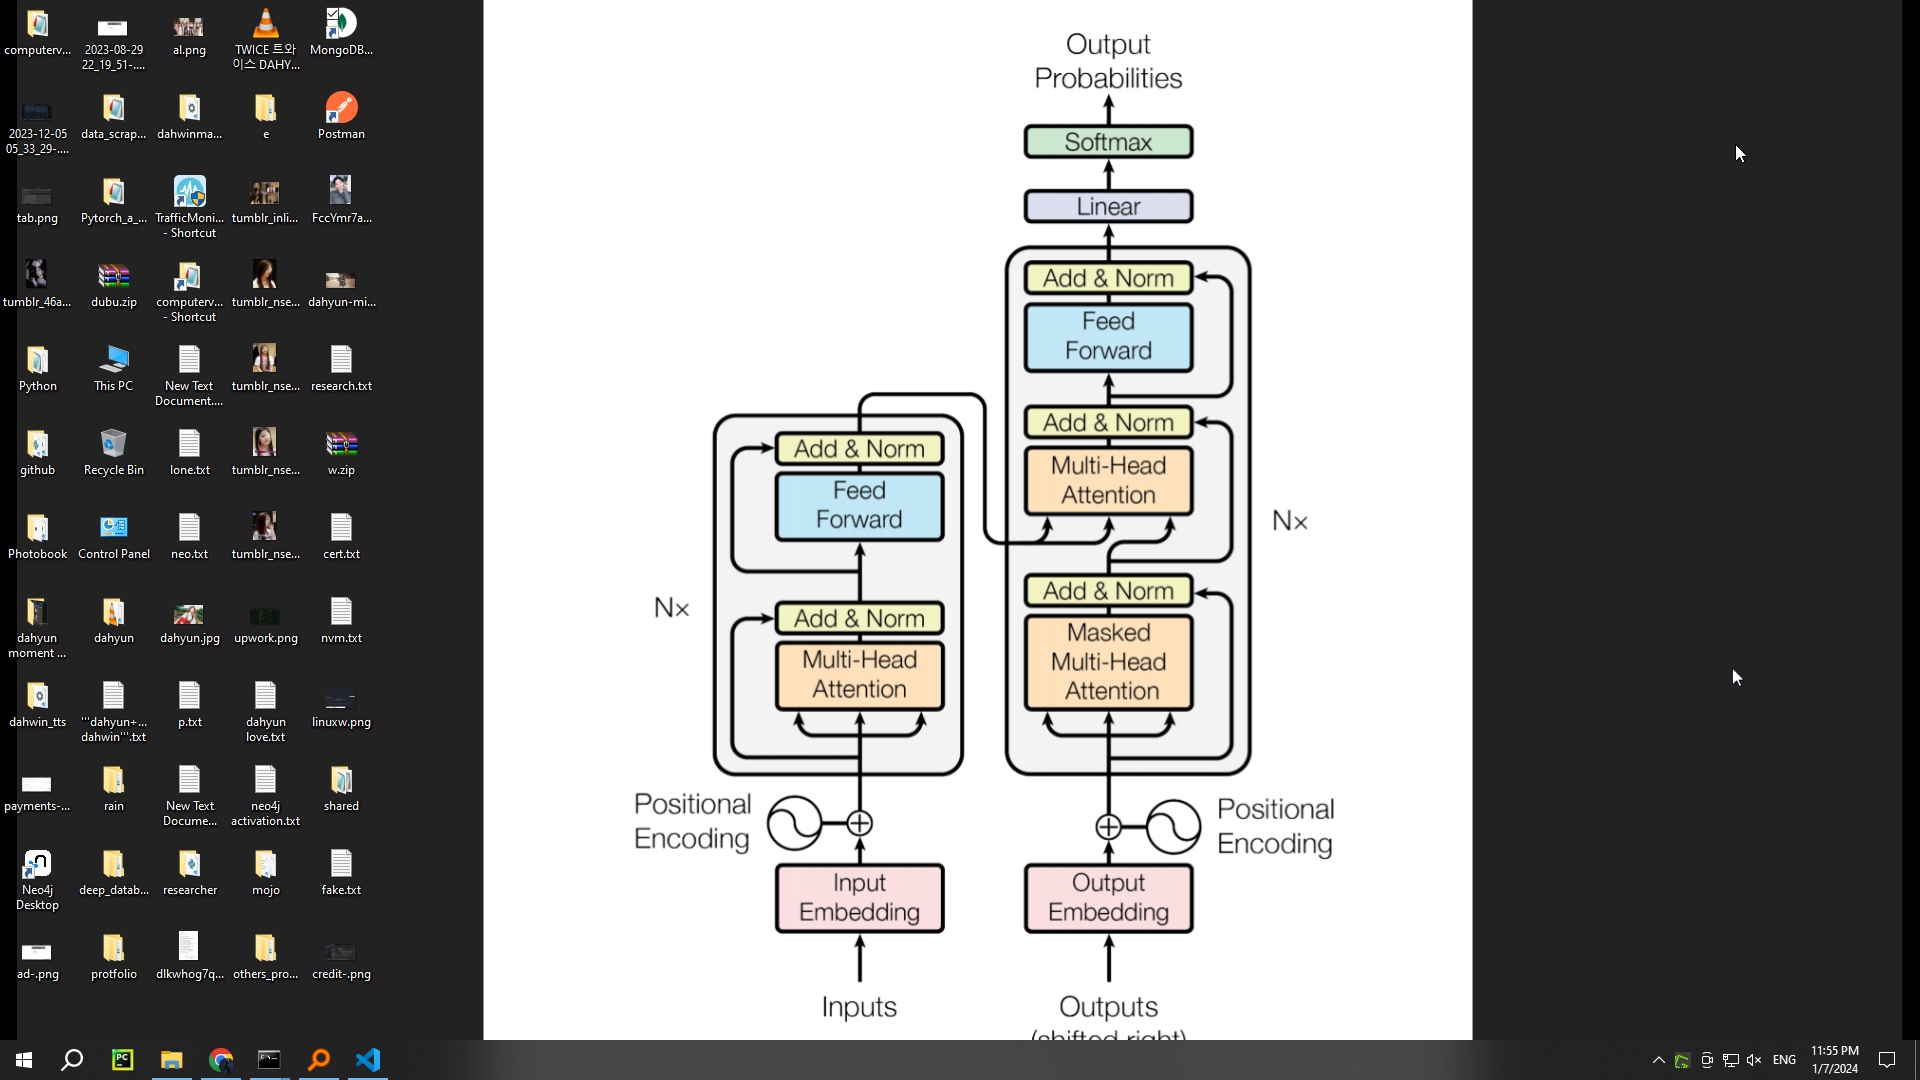 computerv...
2023-08-29
22_19_51-....
al.png
TWICE 트와
이스 DAHY...
MongoDB...
2023-12-05
05_33_29-....
data_scrap...
dahwinma...
e
Postman
tab.png
Pytorch_a_...
TrafficMoni...
- Shortcut
tumblr_inli...
FccYmr7a...
tumblr_46a...
dubu.zip
computerv...
- Shortcut
tumblr_nse...
dahyun-mi...
Python
This PC
New Text
Document....
tumblr_nse...
research.txt
github
Recycle Bin
lone.txt
tumblr_nse...
w.zip
Photobook
Control Panel
neo.txt
tumblr_nse...
cert.txt
dahyun
moment ...
dahyun
dahyun.jpg
upwork.png
nvm.txt
dahwin_tts
'''dahyun+...
dahwin'''.txt
p.txt
dahyun
love.txt
linuxw.png
payments-...
rain
New Text
Docume...
neo4j
activation.txt
shared
Neo4j
Desktop
deep_datab...
researcher
mojo
fake.txt
ad-.png
protfolio
dlkwhog7q...
others_pro...
credit-.png
Output
Probabilities
Softmax
Linear
Add & Norm
Feed
Forward
Add & Norm
Multi-Head
Attention
Nx
Add & Norm
Masked
Multi-Head
Attention
Add & Norm
Feed
Forward
Nx
Add & Norm
Multi-Head
Attention
Positional
Encoding
Positional
Encoding
Input
Embedding
Output
Embedding
Inputs
Outputs
(shifted right)
PC
ENG
11:55 PM
1/7/2024